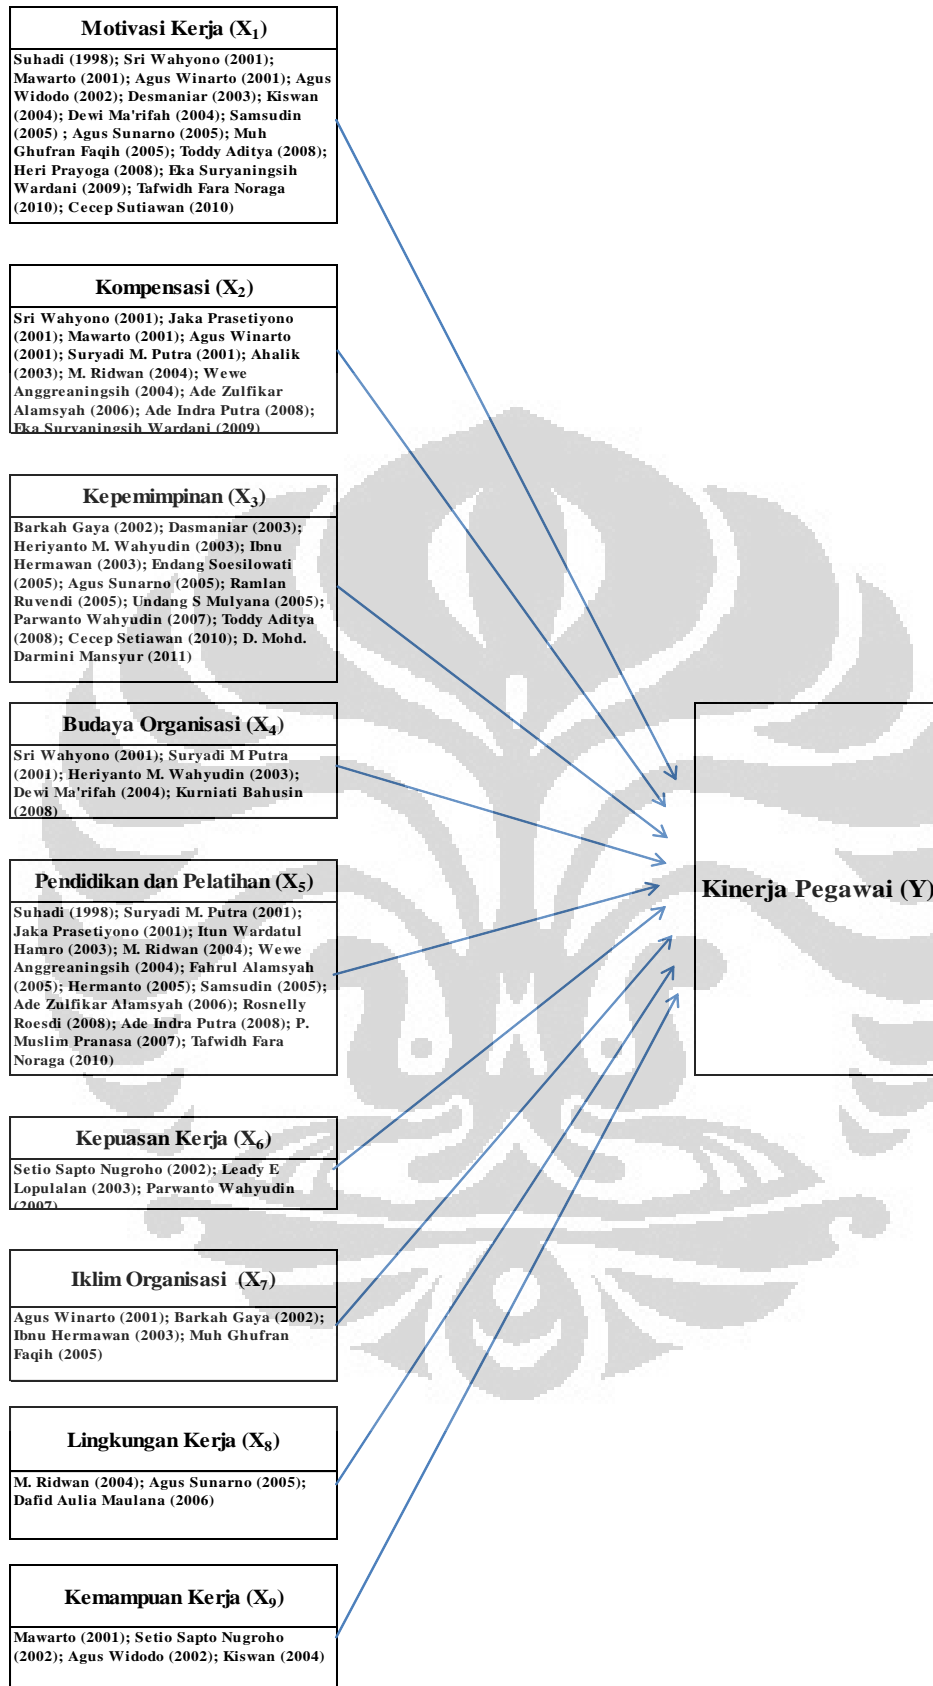 Motivasi Kerja (X1)
Suhadi (1998); Sri Wahyono (2001);
Mawarto (2001); Agus Winarto (2001); Agus
Widodo (2002); Desmaniar (2003); Kiswan
(2004); Dewi Ma'rifah (2004); Samsudin
(2005) ; Agus Sunarno (2005); Muh
Ghufran Faqih (2005); Toddy Aditya (2008);
Heri Prayoga (2008); Eka Suryaningsih
Wardani (2009); Tafwidh Fara Noraga
(2010); Cecep Sutiawan (2010)
Kompensasi (X2)
Sri Wahyono (2001); Jaka Prasetiyono
(2001); Mawarto (2001); Agus Winarto
(2001); Suryadi M. Putra (2001); Ahalik
(2003); M. Ridwan (2004); Wewe
Anggreaningsih (2004); Ade Zulfikar
Alamsyah (2006); Ade Indra Putra (2008);
Eka Suryaningsih Wardani (2009)
Kepemimpinan (X3)
Barkah Gaya (2002); Dasmaniar (2003);
Heriyanto M. Wahyudin (2003); Ibnu
Hermawan (2003); Endang Soesilowati
(2005); Agus Sunarno (2005); Ramlan
Ruvendi (2005); Undang S Mulyana (2005);
Parwanto Wahyudin (2007); Toddy Aditya
(2008); Cecep Setiawan (2010); D. Mohd.
Darmini Mansyur (2011)
Budaya Organisasi (X4)
Sri Wahyono (2001); Suryadi M Putra
(2001); Heriyanto M. Wahyudin (2003);
Dewi Ma'rifah (2004); Kurniati Bahusin
(2008)
Kinerja Pegawai (Y)
Pendidikan dan Pelatihan (X5)
Suhadi (1998); Suryadi M. Putra (2001);
Jaka Prasetiyono (2001); Itun Wardatul
Hamro (2003); M. Ridwan (2004); Wewe
Anggreaningsih (2004); Fahrul Alamsyah
(2005); Hermanto (2005); Samsudin (2005);
Ade Zulfikar Alamsyah (2006); Rosnelly
Roesdi (2008); Ade Indra Putra (2008); P.
Muslim Pranasa (2007); Tafwidh Fara
Noraga (2010)
Kepuasan Kerja (X6)
Setio Sapto Nugroho (2002); Leady E
Lopulalan (2003); Parwanto Wahyudin
(2007)
Iklim Organisasi (X7)
Agus Winarto (2001); Barkah Gaya (2002);
Ibnu Hermawan (2003); Muh Ghufran
Faqih (2005)
Lingkungan Kerja (X8)
M. Ridwan (2004); Agus Sunarno (2005);
Dafid Aulia Maulana (2006)
Kemampuan Kerja (X9)
Mawarto (2001); Setio Sapto Nugroho
(2002); Agus Widodo (2002); Kiswan (2004)